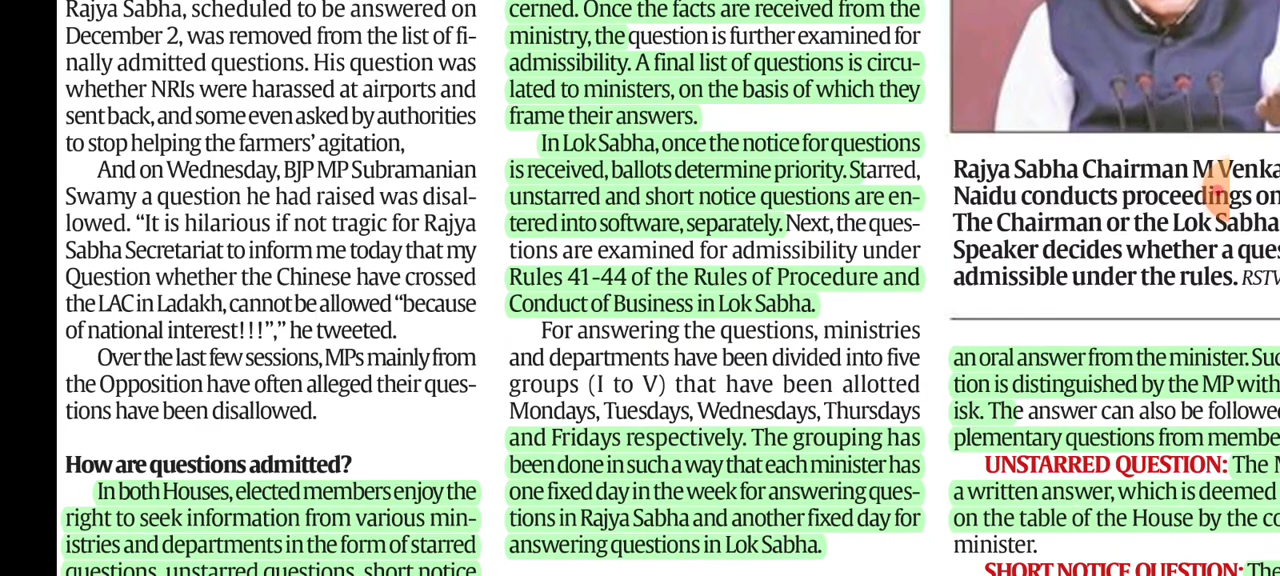 Rajya Sabha, scheduled to be answered on
December 2, was removed from the list of fi-
nally admitted questions. His question was
whether NRIs were harassed at airports and
sent back, and some even asked by authorities
to stop helping the farmers' agitation,
And on Wednesday, BJP MP Subramanian
Swamy a question he had raised was disal-
lowed. "It is hilarious if not tragic for Rajya
Sabha Secretariat to inform me today that my
Question whether the Chinese have crossed
the LAC in Ladakh, cannot be allowed "because
of national interest!!!"," he tweeted.
Over the last few sessions, MPs mainly from
the Opposition have often alleged their ques-
tions have been disallowed.
How are questions admitted?
In both Houses, elected members enjoy the
right to seek information from various min-
istries and departments in the form of starred
questions, unstarred questions, short notice
cerned. Once the facts are received from the
ministry, the question is further examined for
admissibility. A final list of questions is circu-
lated to ministers, on the basis of which they
frame their answers.
In Lok Sabha, once the notice for questions
is received, ballots determine priority. Starred,
unstarred and short notice questions are en-
tered into software, separately. Next, the ques-
tions are examined for admissibility under
Rules 41-44 of the Rules of Procedure and
Conduct of Business in Lok Sabha.
For answering the questions, ministries
and departments have been divided into five
groups (I to V) that have been allotted
Mondays, Tuesdays, Wednesdays, Thursdays
and Fridays respectively. The grouping has
been done in such a way that each minister has
one fixed day in the week for answering ques-
tions in Rajya Sabha and another fixed day for
answering questions in Lok Sabha.
Rajya Sabha Chairman M Venka
Naidu conducts proceedings on
The Chairman or the Lok Sabha
Speaker decides whether a ques
admissible under the rules. RSTV
an oral answer from the minister. Suc
tion is distinguished by the MP with
isk. The answer can also be followe
plementary questions from membe
UNSTARRED QUESTION: The M
a written answer, which is deemed
on the table of the House by the co
minister.
SHORT NOTICE QUESTION: The